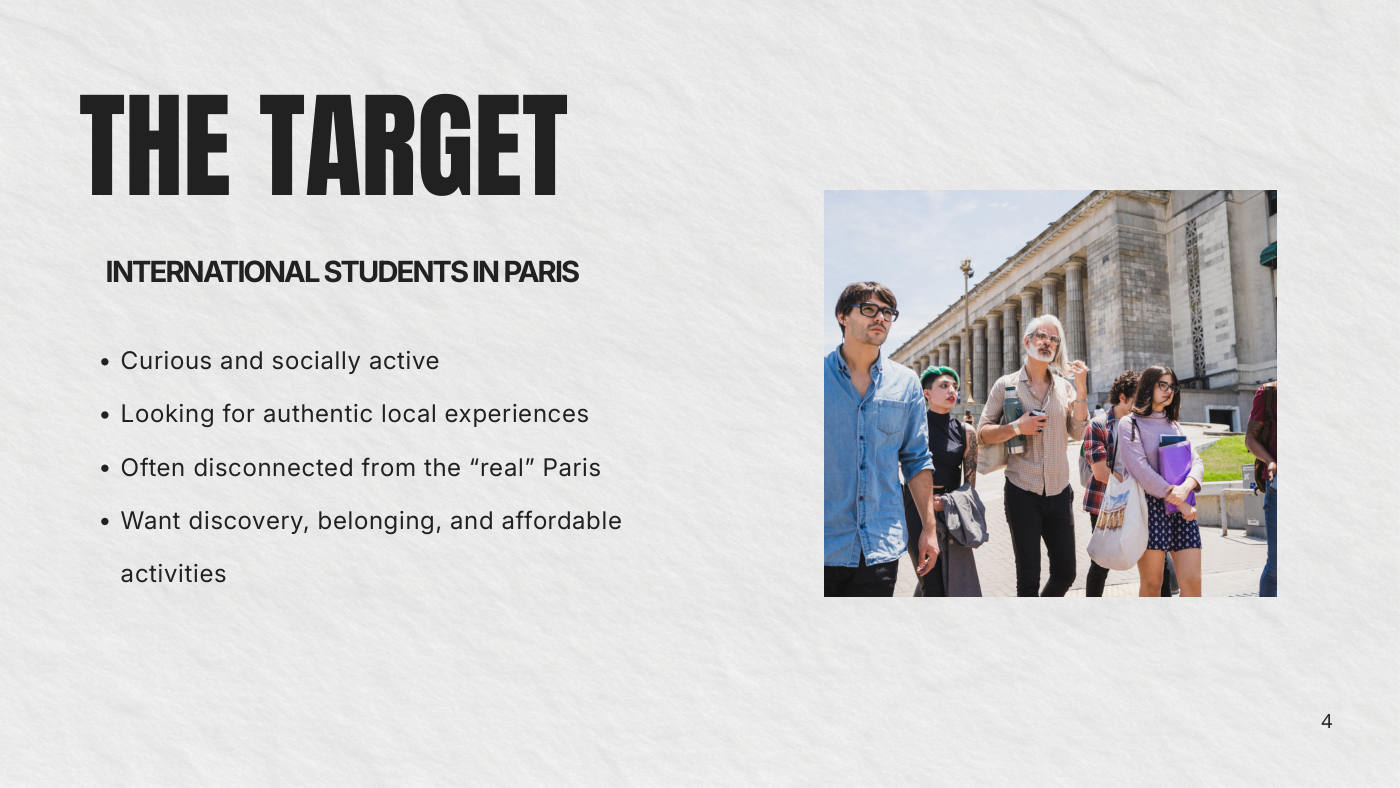 THE TARGET
INTERNATIONAL STUDENTS IN PARIS
• Curious and socially active
• Looking for authentic local experiences
• Often disconnected from the “real” Paris
• Want discovery, belonging, and affordable
activities
4